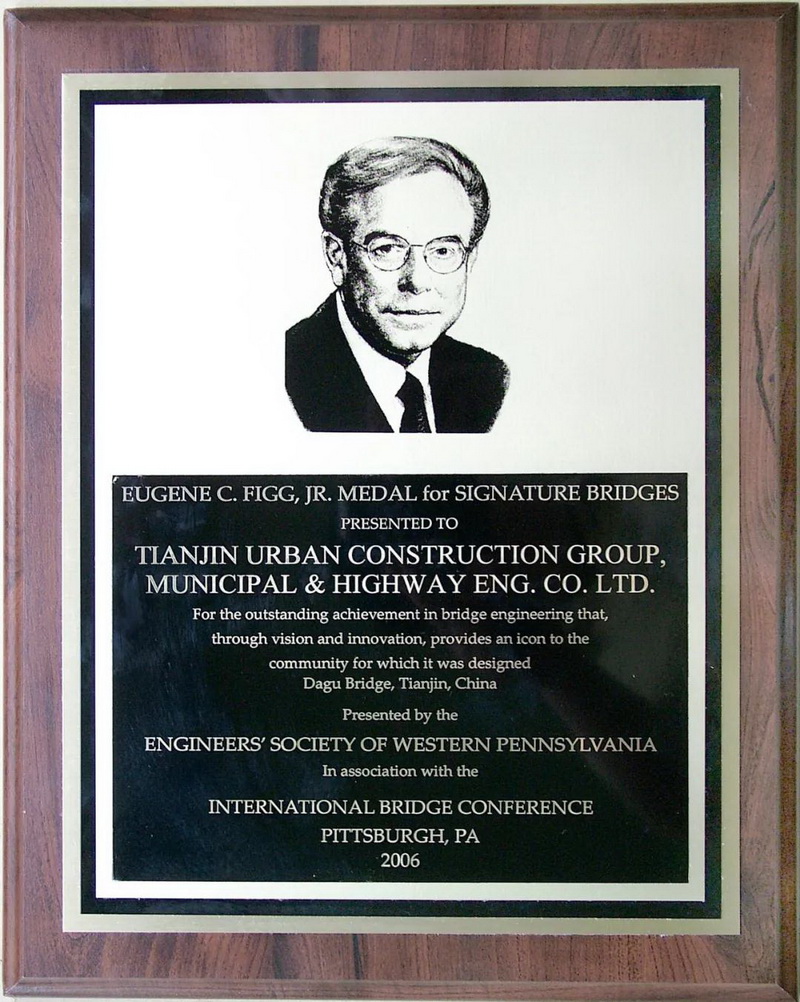 EUGENE C. FIGG, JR. MEDAL for SIGNATURE BRIDGES
PRESENTED TO
TIANJIN URBAN CONSTRUCTION GROUP,
MUNICIPAL & HIGHWAY ENG. CO. LTD.
For the outstanding achievement in bridge engineering that,
through vision and innovation, provides an icon to the
community for which it was designed
Dagu Bridge, Tianjin, China
Presented by the
ENGINEERS' SOCIETY OF WESTERN PENNSYLVANIA
In association with the
INTERNATIONAL BRIDGE CONFERENCE
PITTSBURGH, PA
2006